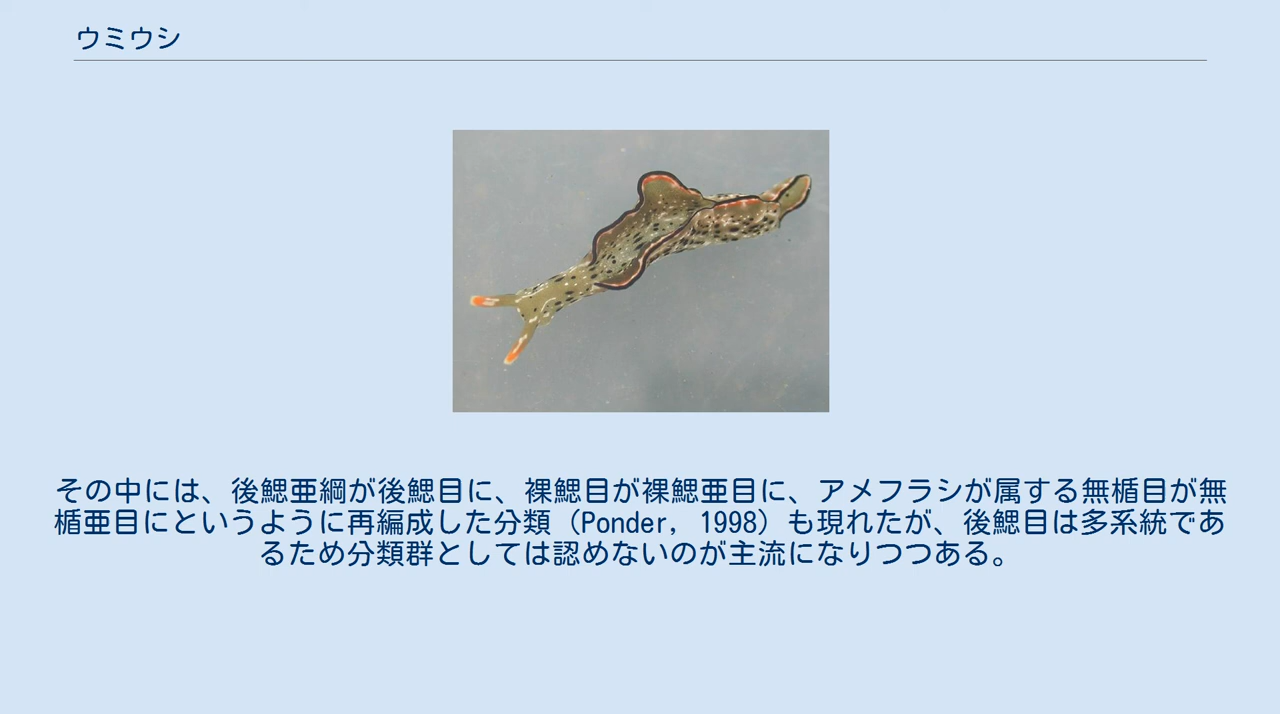 ウミウシ
その中には、後鰓亜綱が後鰓目に、裸鰓目が裸鰓亜目に、アメフラシが属する無楯目が無
楯亜目にというように再編成した分類（Ponder, 1998）も現れたが、後鰓目は多系統であ
るため分類群としては認めないのが主流になりつつある。